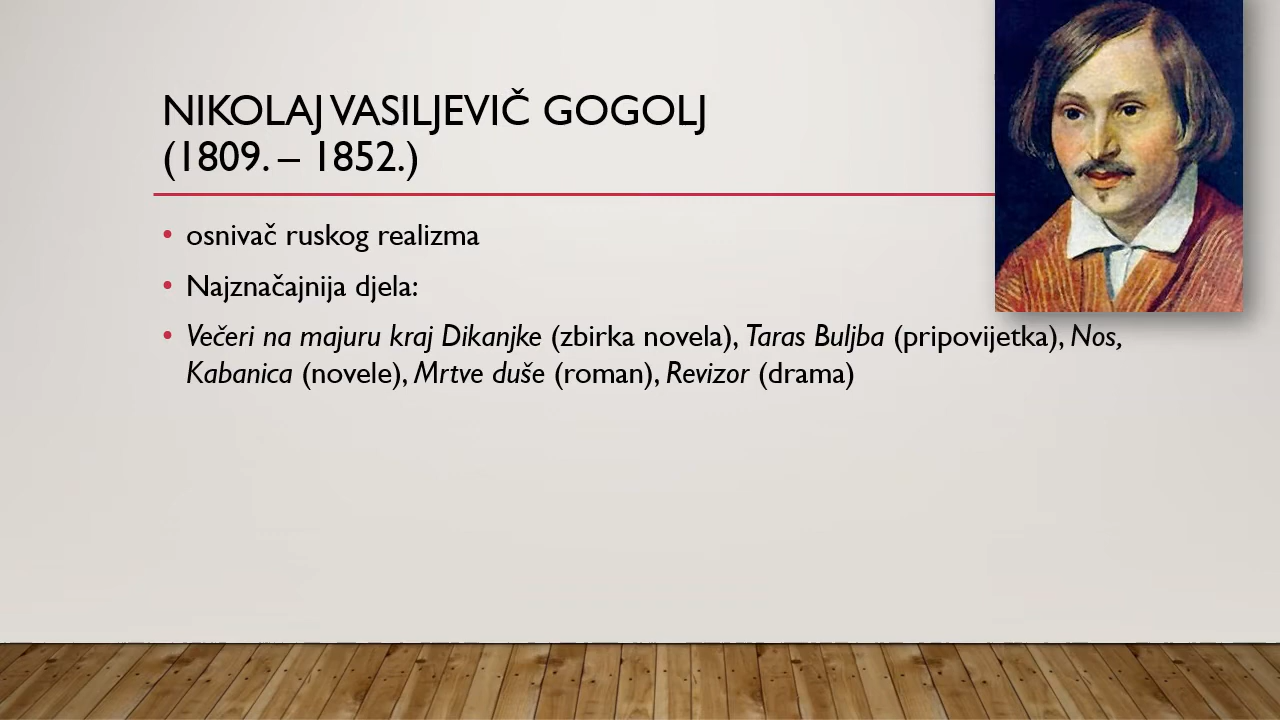 NIKOLAJ VASILJEVIČ GOGOLJ
(1809. – 1852.)
• osnivač ruskog realizma
• Najznačajnija djela:
• Večeri na majuru kraj Dikanjke (zbirka novela), Taras Buljba (pripovijetka), Nos,
Kabanica (novele), Mrtve duše (roman), Revizor (drama)